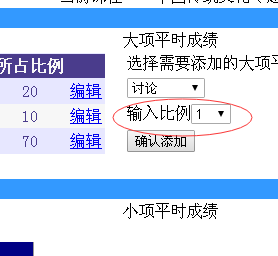 大项平时成绩
所占比例
选择需要添加的大项平
20 编辑
讨论
10 编辑
输入比例 1
70 编辑
确认添加
小项平时成绩